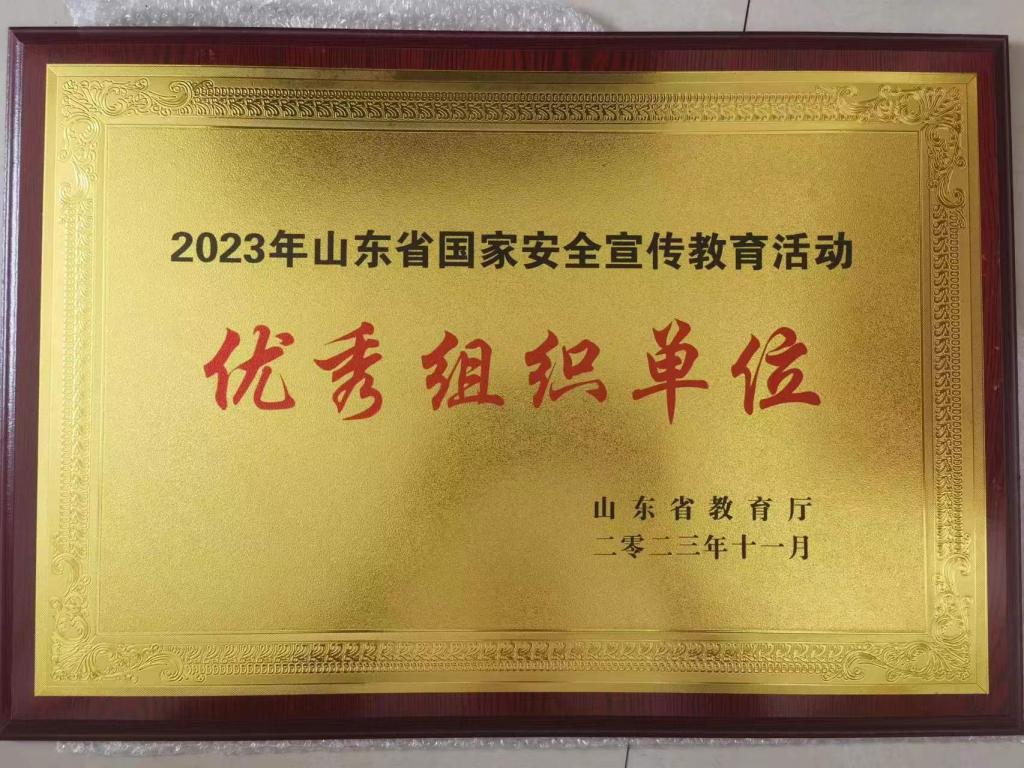 2023年山东省国家安全宣传教育活动
优秀组织单位
山东省教育厅
二零二三年十一月